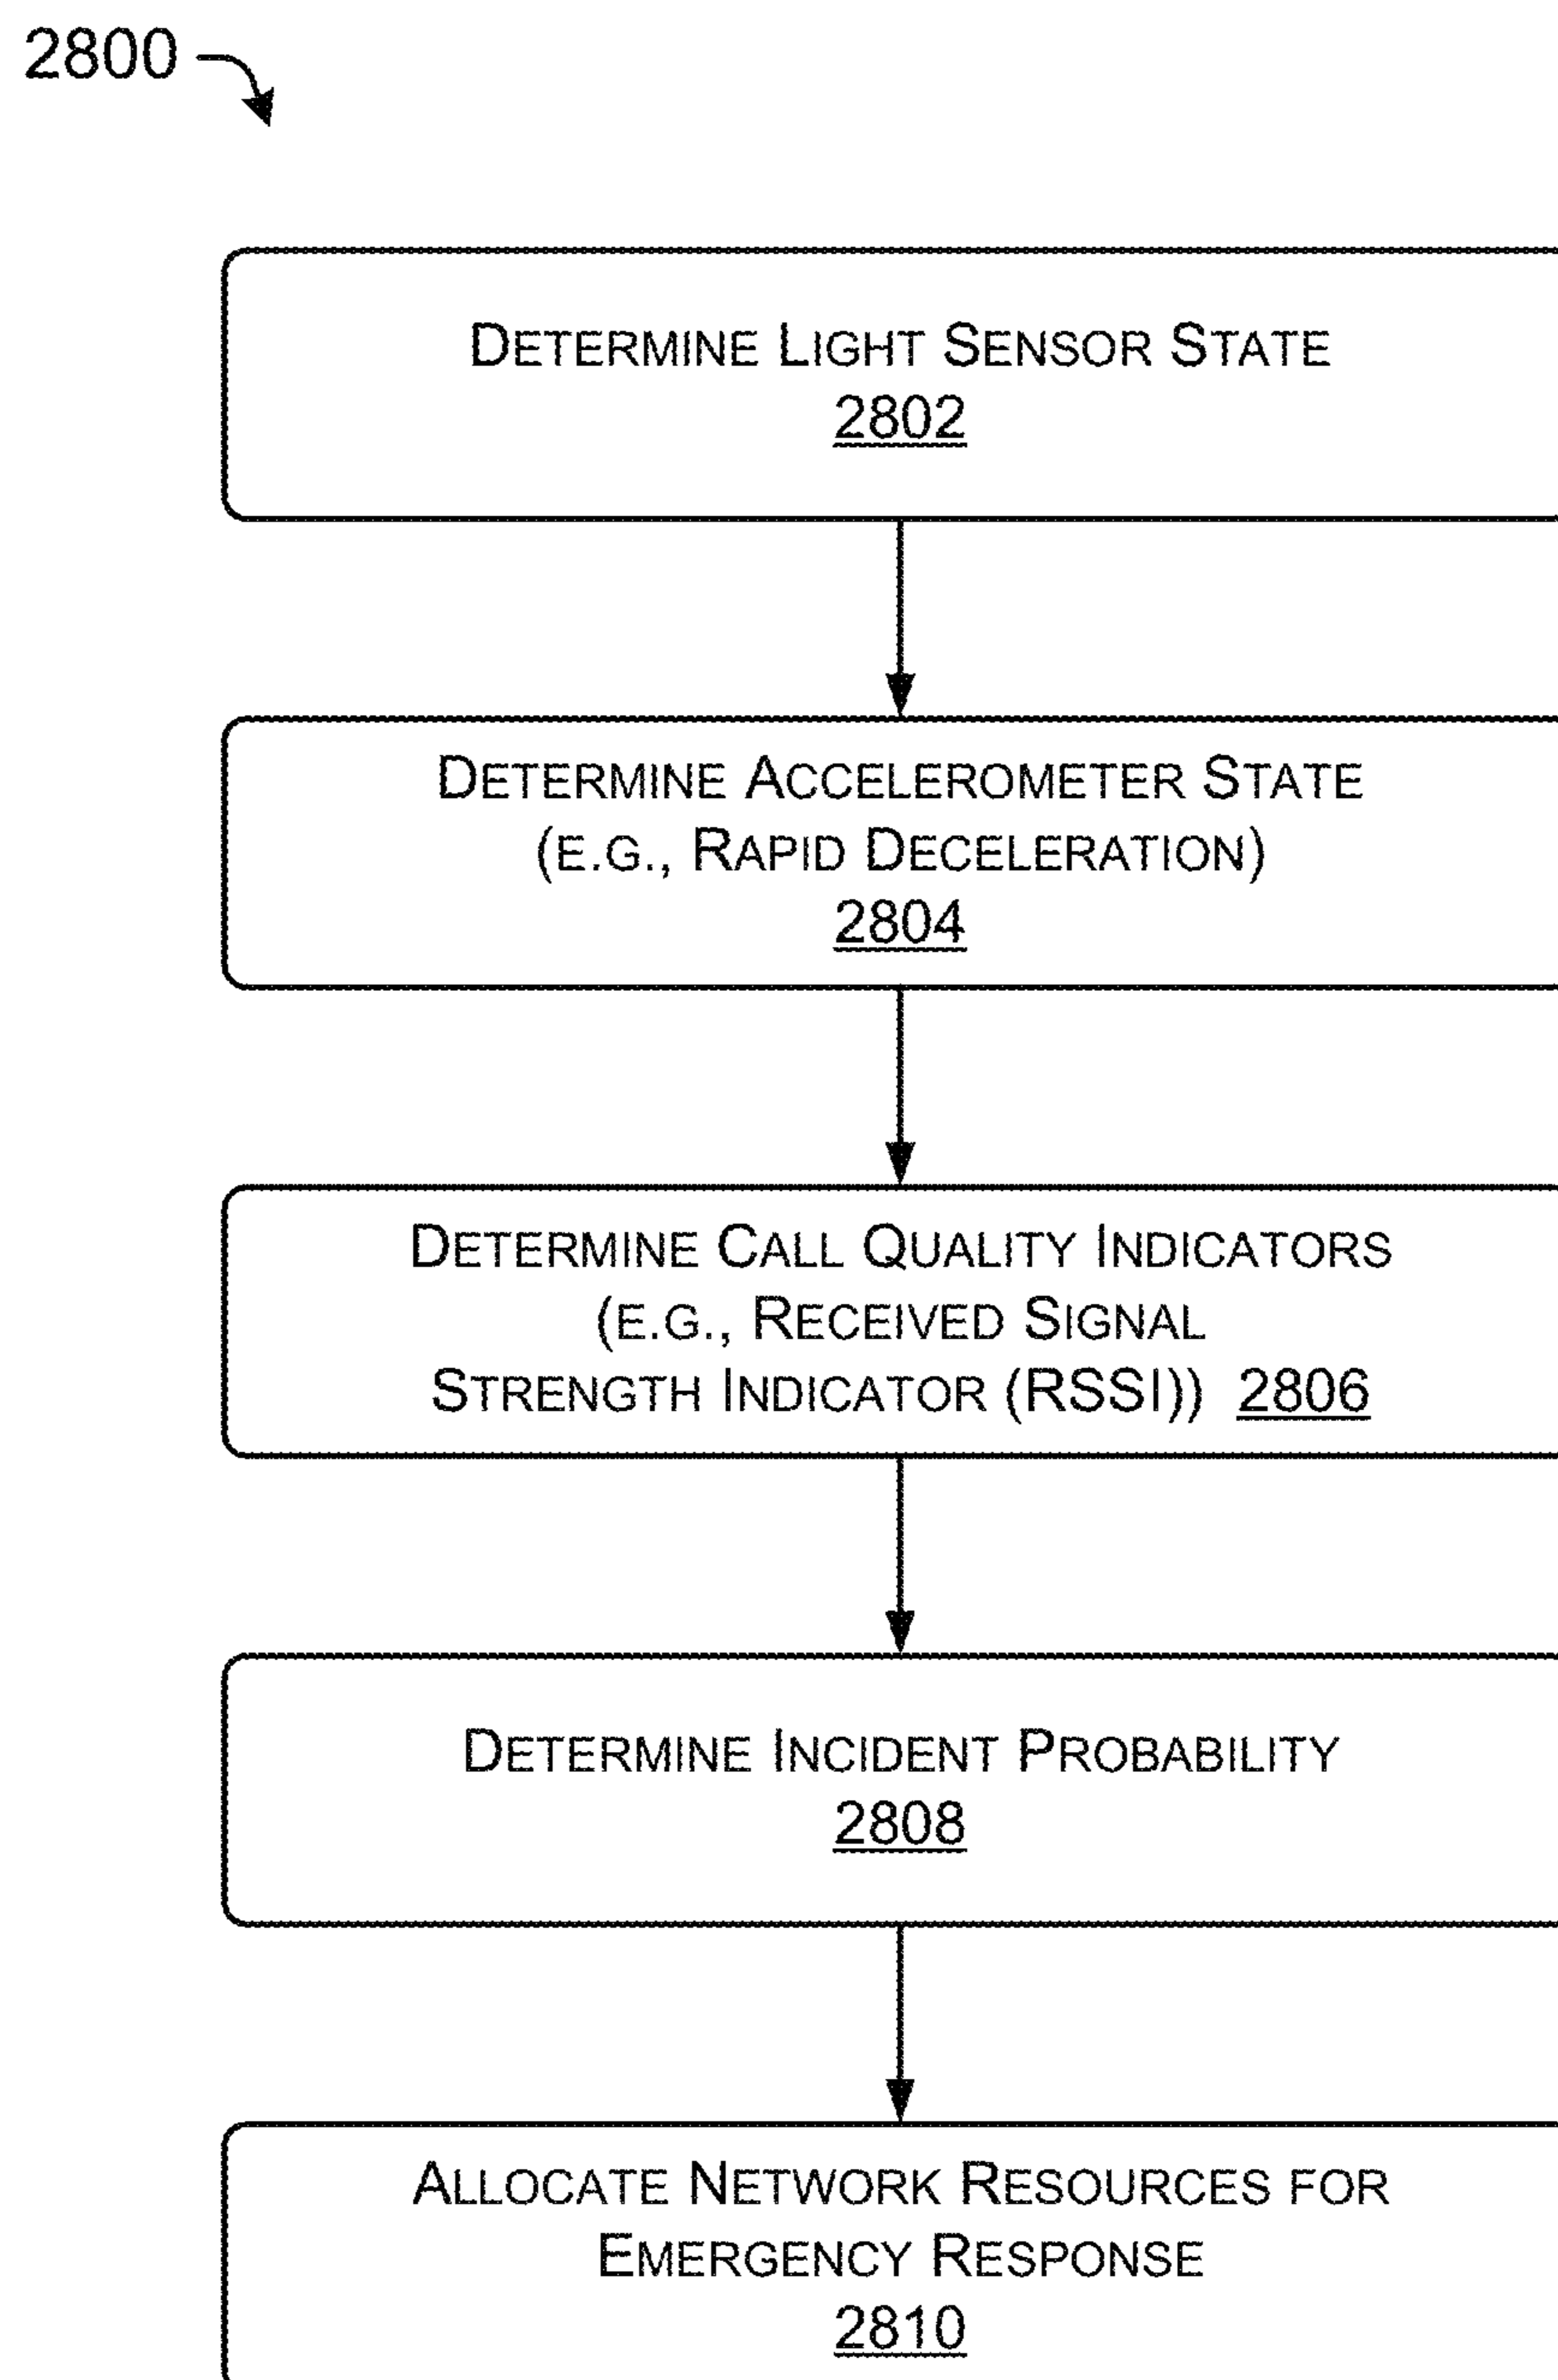 2800
DETERMINE LIGHT SENSOR STATE
2802
DETERMINE ACCELEROMETER STATE
(E.G., RAPID DECELERATION)
2804
DETERMINE CALL QUALITY INDICATORS
(E.G., RECEIVED SIGNAL
STRENGTH INDICATOR (RSSI)) 2806
DETERMINE INCIDENT PROBABILITY
2808
ALLOCATE NETWORK RESOURCES FOR
EMERGENCY RESPONSE
2810